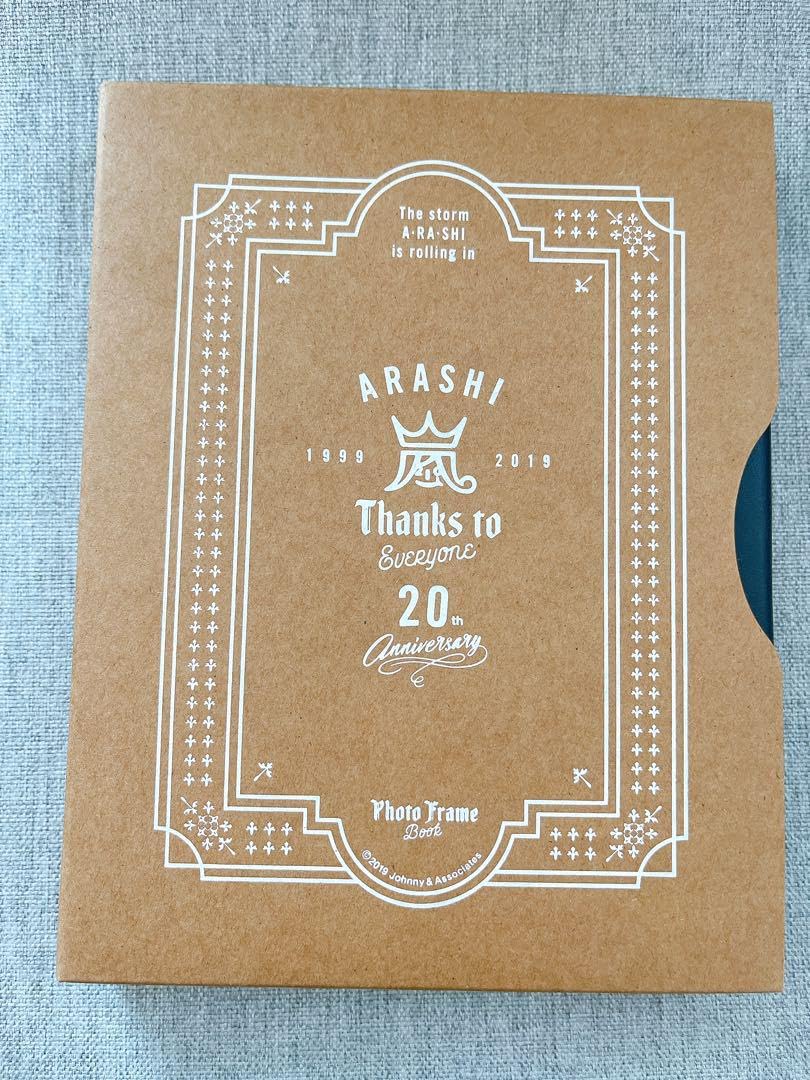 The storm
A・RA・SHI
is rolling in
ARASHI
1999 嵐 2019
Thanks to
Everyone
20th
Anniversary
Photo Frame
Book
©2019 Johnny & Associates